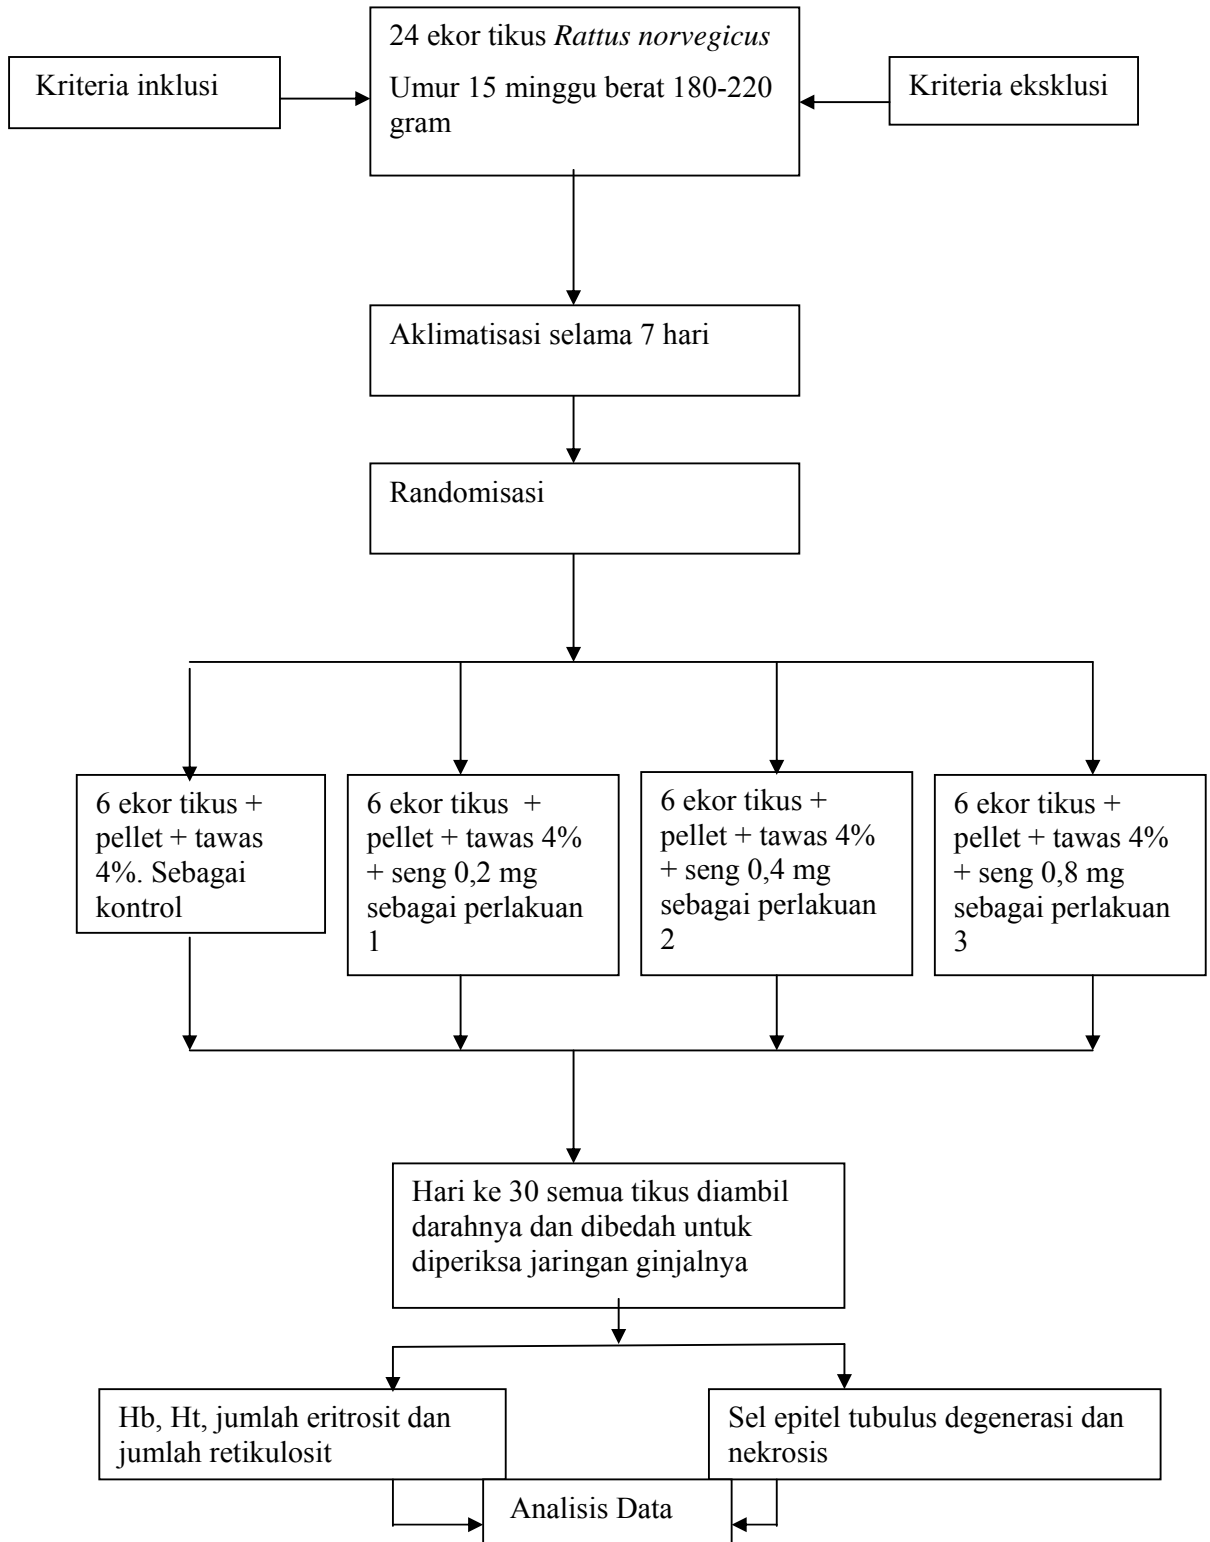 24 ekor tikus Rattus norvegicus
Umur 15 minggu berat 180-220
gram
Kriteria inklusi
Kriteria eksklusi
Aklimatisasi selama 7 hari
Randomisasi
6 ekor tikus +
pellet + tawas
4%. Sebagai
kontrol
6 ekor tikus  +
pellet + tawas 4%
+ seng 0,2 mg
sebagai perlakuan
1
6 ekor tikus +
pellet + tawas 4%
+ seng 0,4 mg
sebagai perlakuan
2
6 ekor tikus +
pellet + tawas 4%
+ seng 0,8 mg
sebagai perlakuan
3
Hari ke 30 semua tikus diambil
darahnya dan dibedah untuk
diperiksa jaringan ginjalnya
Hb, Ht, jumlah eritrosit dan
jumlah retikulosit
Sel epitel tubulus degenerasi dan
nekrosis
Analisis Data